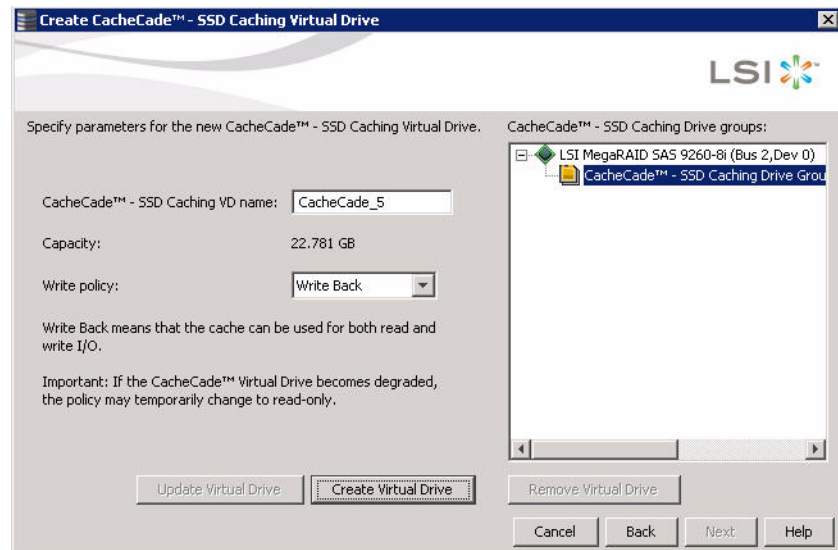 Create CacheCade™ - SSD Caching Virtual Drive
LSI
Specify parameters for the new CacheCade™ - SSD Caching Virtual Drive.
CacheCade™ - SSD Caching VD name: CacheCade_5
Capacity: 22.781 GB
Write policy: Write Back
Write Back means that the cache can be used for both read and
write I/O.
Important: If the CacheCade™ Virtual Drive becomes degraded,
the policy may temporarily change to read-only.
CacheCade™ - SSD Caching Drive groups:
LSI MegaRAID SAS 9260-8i (Bus 2,Dev 0)
CacheCade™ - SSD Caching Drive Grou
Update Virtual Drive
Create Virtual Drive
Remove Virtual Drive
Cancel
Back
Next
Help